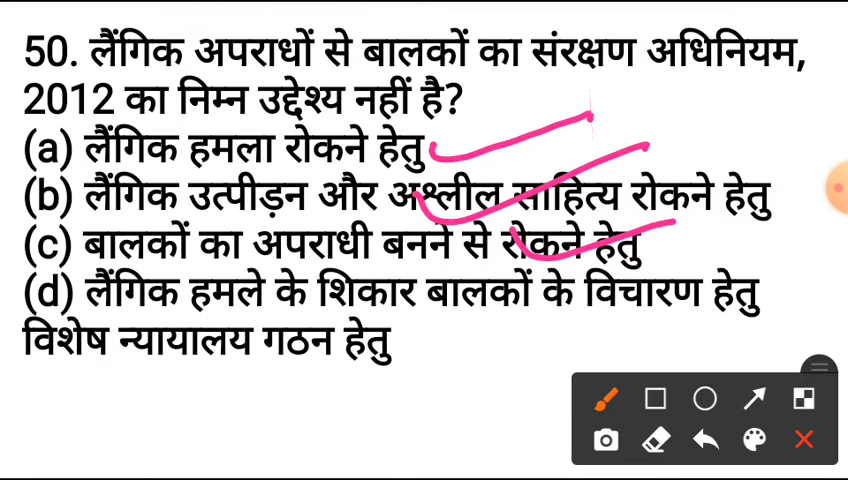 50. लैंगिक अपराधों से बालकों का संरक्षण अधिनियम,
2012 का निम्न उद्देश्य नहीं है?
(a) लैंगिक हमला रोकने हेतु
(b) लैंगिक उत्पीड़न और अश्लील साहित्य रोकने हेतु
(c) बालकों का अपराधी बनने से रोकने हेतु
(d) लैंगिक हमले के शिकार बालकों के विचारण हेतु
विशेष न्यायालय गठन हेतु